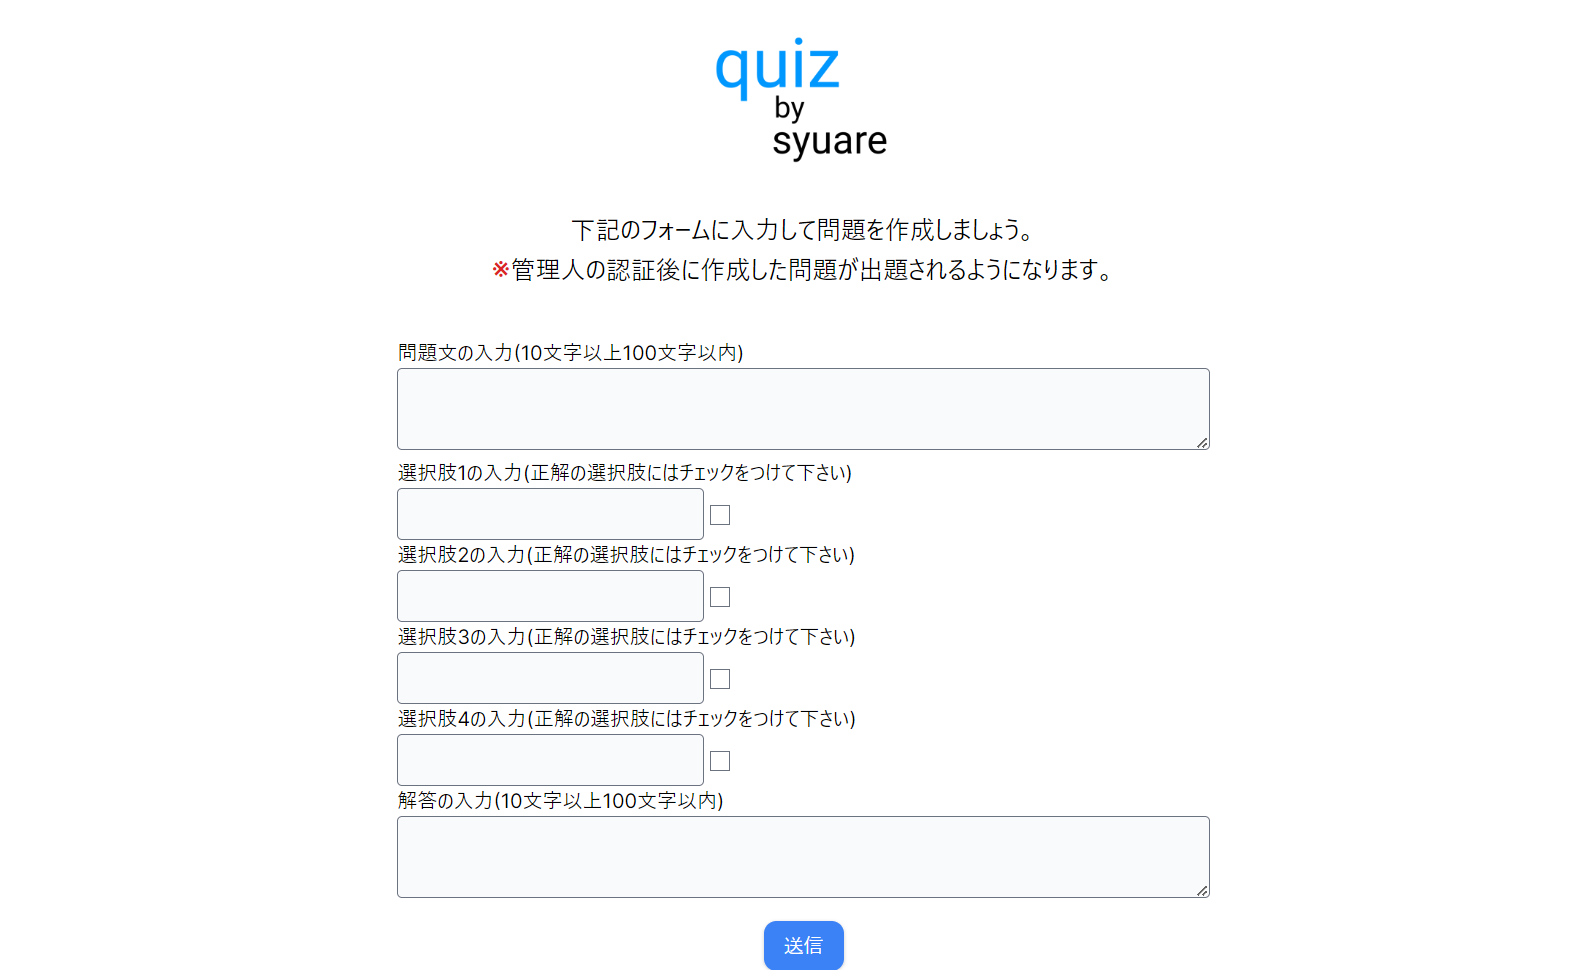 quiz
by
syuare
下記のフォームに入力して問題を作成しましょう。
※管理人の認証後に作成した問題が出題されるようになります。
問題文の入力(10文字以上100文字以内)
選択肢1の入力(正解の選択肢にはチェックをつけて下さい)
選択肢2の入力(正解の選択肢にはチェックをつけて下さい)
選択肢3の入力(正解の選択肢にはチェックをつけて下さい)
選択肢4の入力(正解の選択肢にはチェックをつけて下さい)
解答の入力(10文字以上100文字以内)
送信